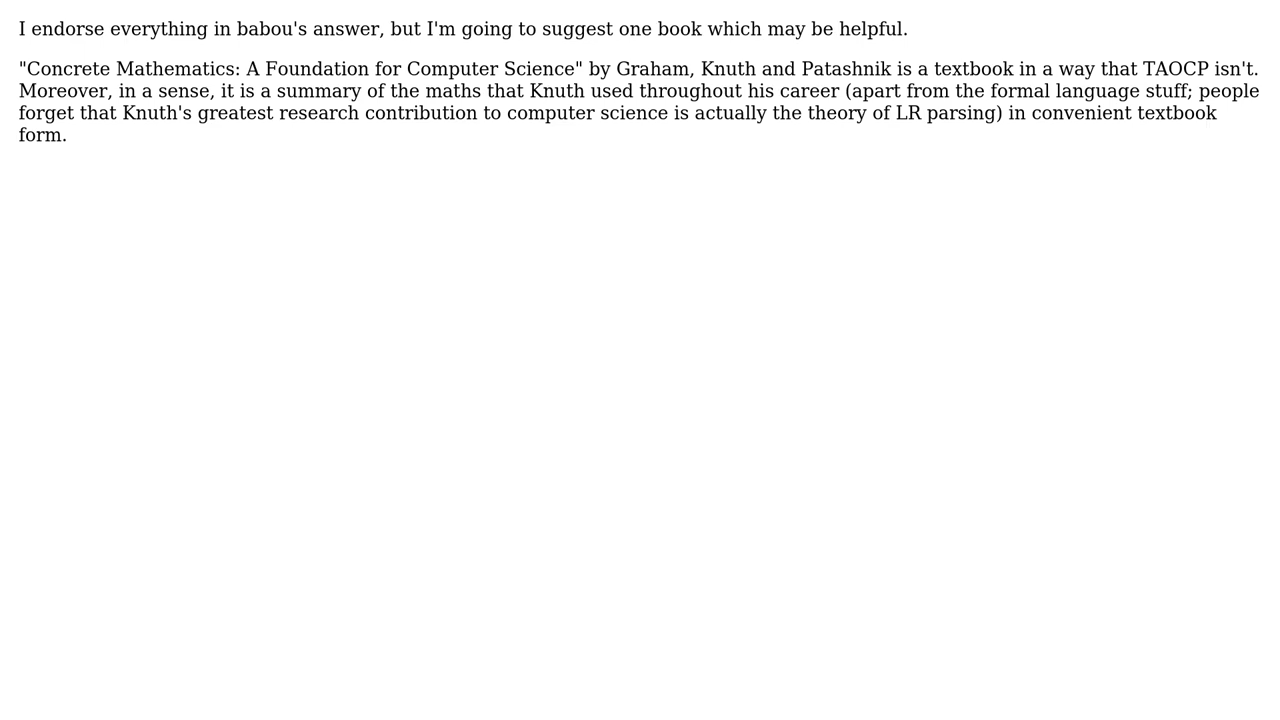 I endorse everything in babou's answer, but I'm going to suggest one book which may be helpful.
"Concrete Mathematics: A Foundation for Computer Science" by Graham, Knuth and Patashnik is a textbook in a way that TAOCP isn't.
Moreover, in a sense, it is a summary of the maths that Knuth used throughout his career (apart from the formal language stuff; people
forget that Knuth's greatest research contribution to computer science is actually the theory of LR parsing) in convenient textbook
form.